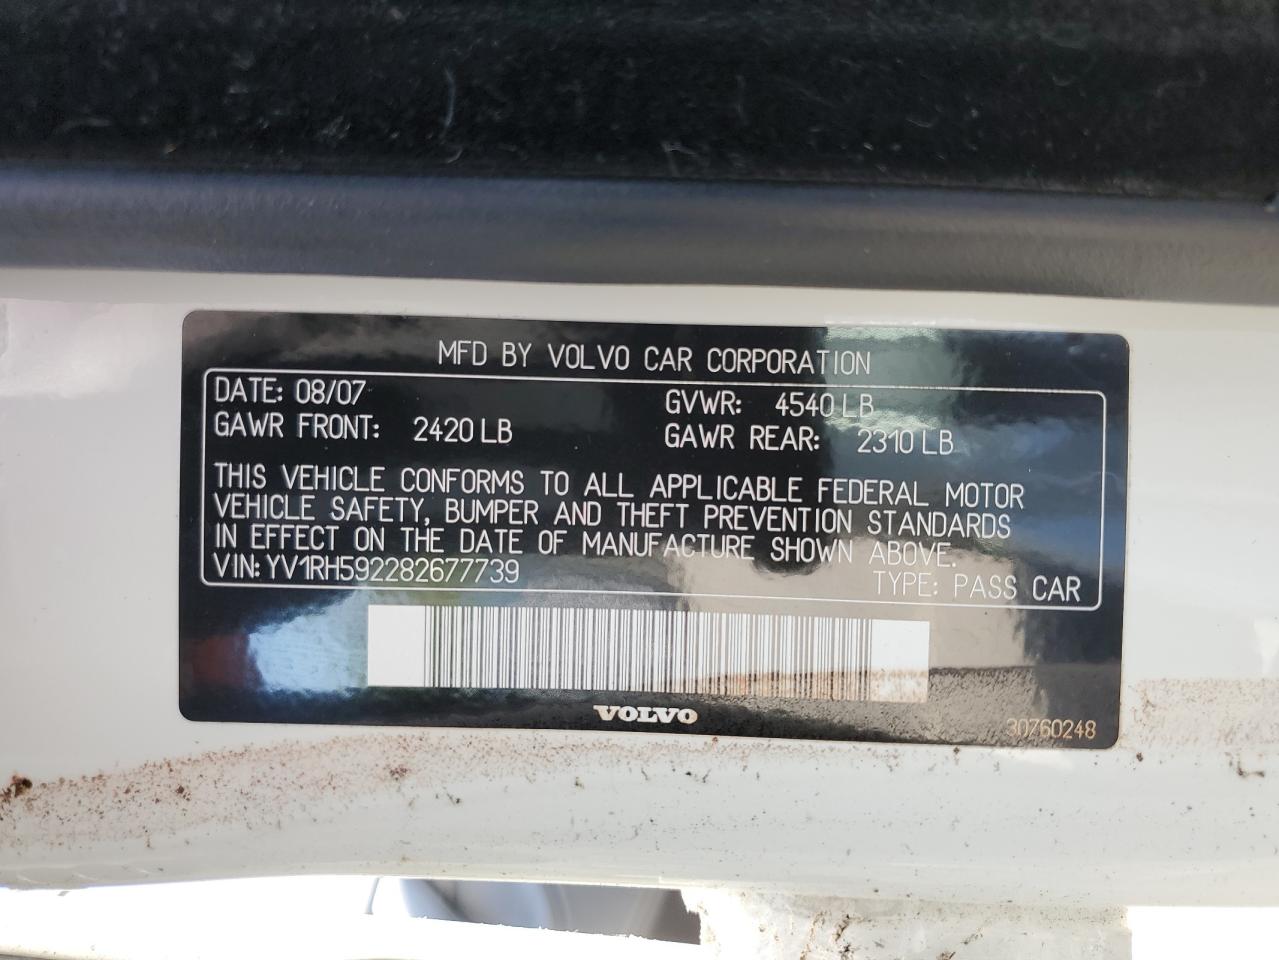 MFD BY VOLVO CAR CORPORATION
DATE: 08/07 GVWR: 4540 LB
GAWR FRONT: 2420 LB GAWR REAR: 2310 LB
THIS VEHICLE CONFORMS TO ALL APPLICABLE FEDERAL MOTOR
VEHICLE SAFETY, BUMPER AND THEFT PREVENTION STANDARDS
IN EFFECT ON THE DATE OF MANUFACTURE SHOWN ABOVE.
VIN: YV1RH592282677739 TYPE: PASS CAR
VOLVO
30760248